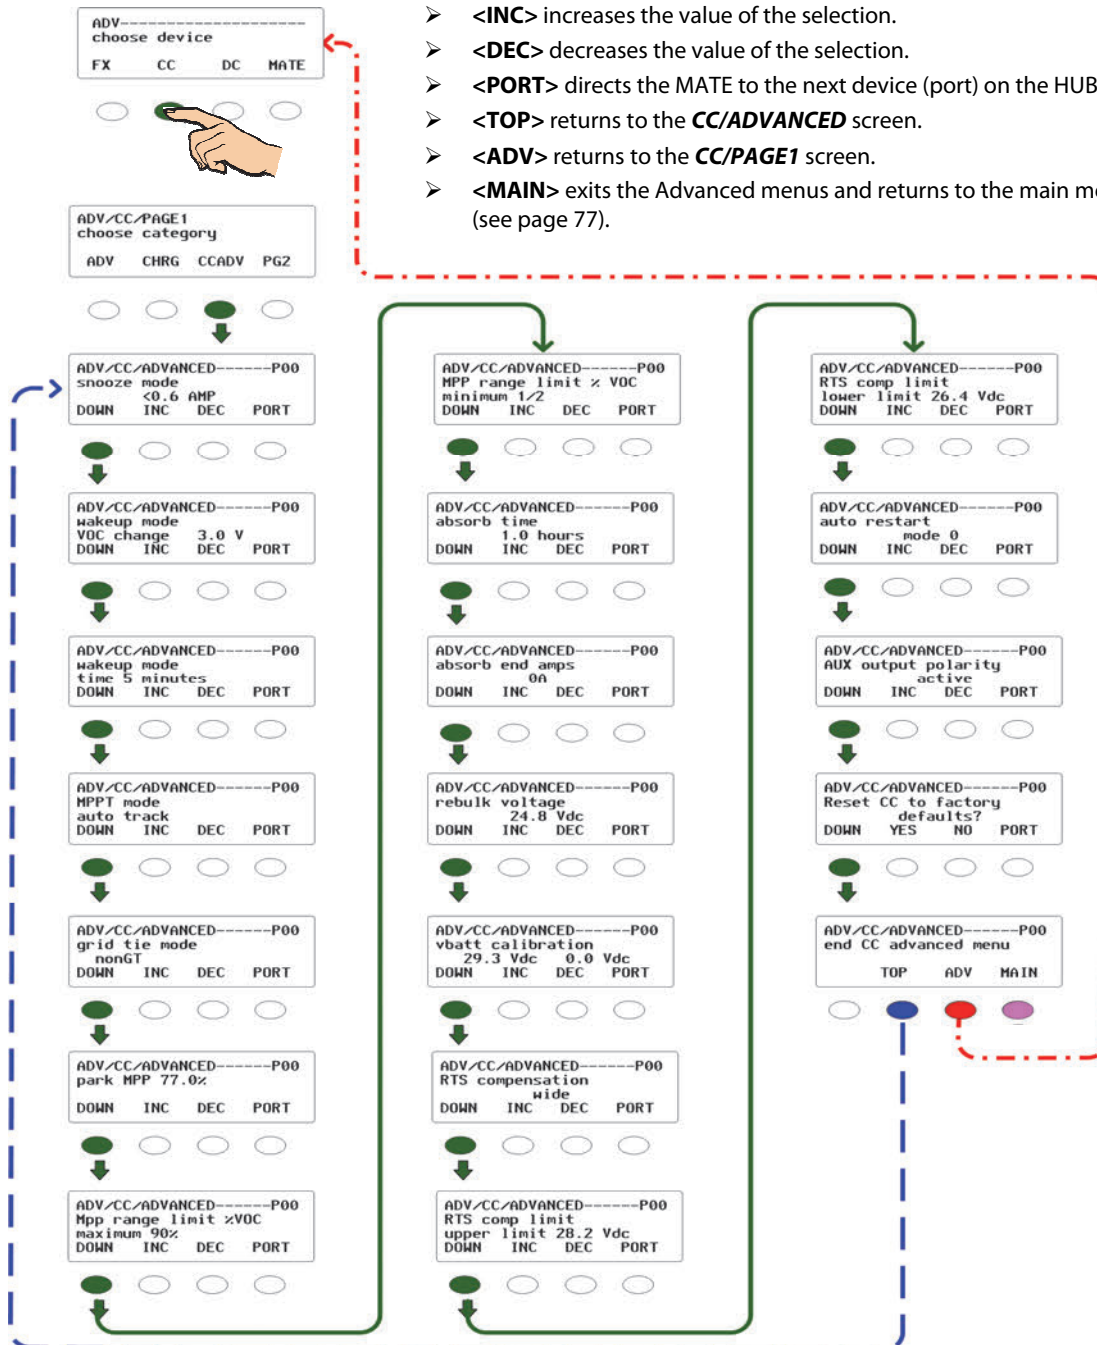 ➢ <INC> increases the value of the selection.
➢ <DEC> decreases the value of the selection.
➢ <PORT> directs the MATE to the next device (port) on the HUB
➢ <TOP> returns to the CC/ADVANCED screen.
➢ <ADV> returns to the CC/PAGE1 screen.
➢ <MAIN> exits the Advanced menus and returns to the main
(see page 77).
ADV---------------------
choose device
FX CC DC MATE
ADV/CC/PAGE1
choose category
ADV CHRG CCADV PG2
ADV/CC/ADVANCED------P00
snooze mode
<0.6 AMP
DOWN INC DEC PORT
ADV/CC/ADVANCED------P00
wakeup mode
VOC change 3.0 V
DOWN INC DEC PORT
ADV/CC/ADVANCED------P00
wakeup mode
time 5 minutes
DOWN INC DEC PORT
ADV/CC/ADVANCED------P00
MPPT mode
auto track
DOWN INC DEC PORT
ADV/CC/ADVANCED------P00
grid tie mode
nonGT
DOWN INC DEC PORT
ADV/CC/ADVANCED------P00
park MPP 77.0%
DOWN INC DEC PORT
ADV/CC/ADVANCED------P00
Mpp range limit %VOC
maximum 90%
DOWN INC DEC PORT
ADV/CC/ADVANCED------P00
MPP range limit % VOC
minimum 1/2
DOWN INC DEC PORT
ADV/CC/ADVANCED------P00
absorb time
1.0 hours
DOWN INC DEC PORT
ADV/CC/ADVANCED------P00
absorb end amps
0A
DOWN INC DEC PORT
ADV/CC/ADVANCED------P00
rebulk voltage
24.8 Vdc
DOWN INC DEC PORT
ADV/CC/ADVANCED------P00
vbatt calibration
29.3 Vdc 0.0 Vdc
DOWN INC DEC PORT
ADV/CC/ADVANCED------P00
RTS compensation
wide
DOWN INC DEC PORT
ADV/CC/ADVANCED------P00
RTS comp limit
upper limit 28.2 Vdc
DOWN INC DEC PORT
ADV/CC/ADVANCED------P00
RTS comp limit
lower limit 26.4 Vdc
DOWN INC DEC PORT
ADV/CC/ADVANCED------P00
auto restart
mode 0
DOWN INC DEC PORT
ADV/CC/ADVANCED------P00
AUX output polarity
active
DOWN INC DEC PORT
ADV/CC/ADVANCED------P00
Reset CC to factory
defaults?
DOWN YES NO PORT
ADV/CC/ADVANCED------P00
end CC advanced menu
TOP ADV MAIN